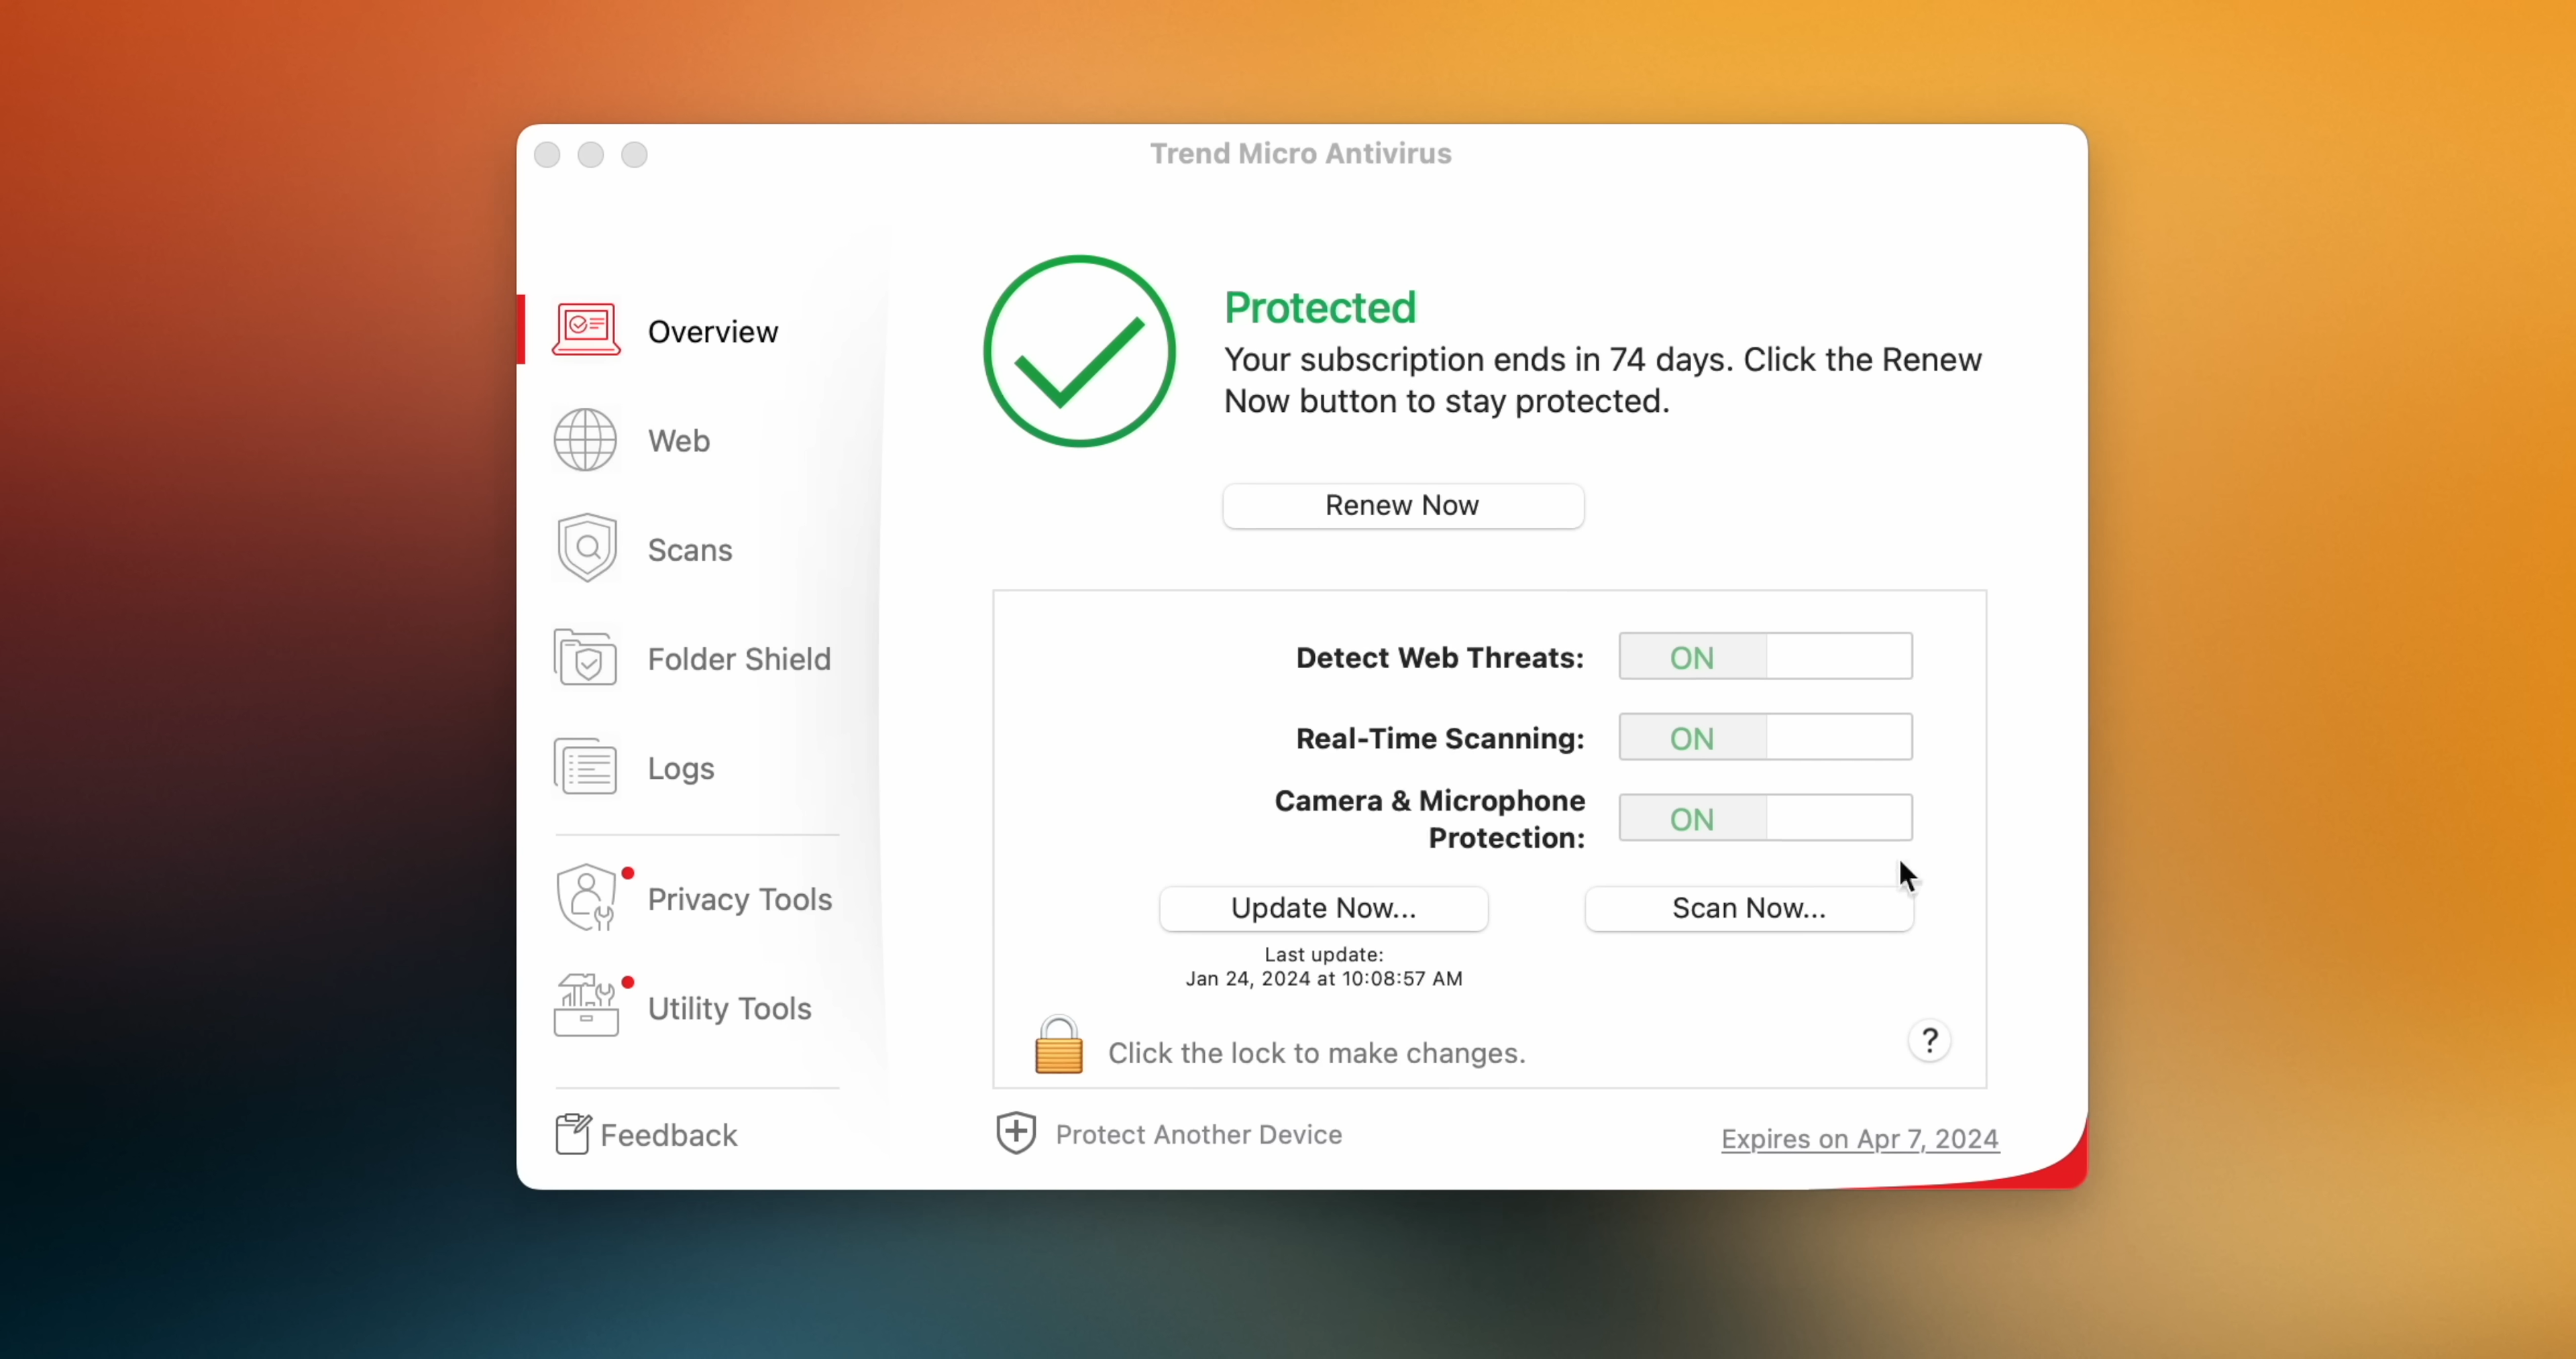 Trend Micro Antivirus
Overview
Web
Scans
Folder Shield
Logs
Privacy Tools
Utility Tools
Feedback
Protected
Your subscription ends in 74 days. Click the Renew
Now button to stay protected.
Renew Now
Detect Web Threats: ON
Real-Time Scanning: ON
Camera & Microphone
Protection: ON
Update Now... Scan Now...
Last update:
Jan 24, 2024 at 10:08:57 AM
Click the lock to make changes. ?
Protect Another Device
Expires on Apr 7, 2024